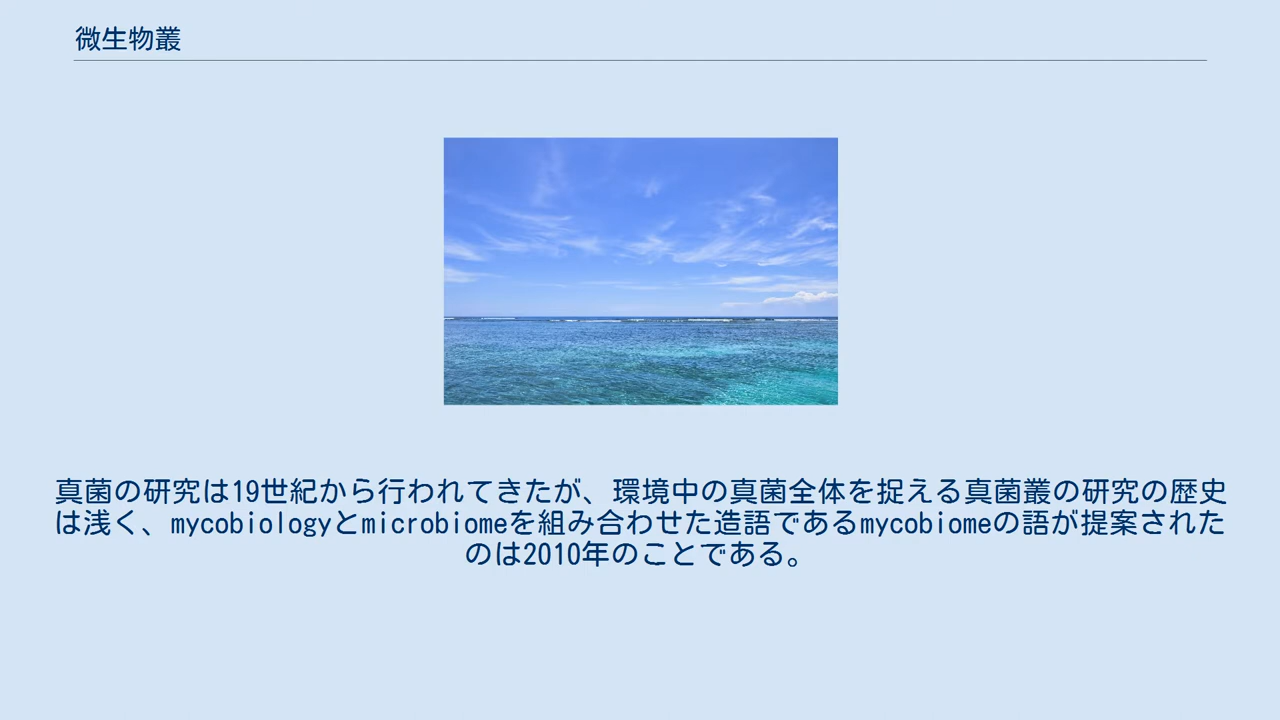 微生物叢
真菌の研究は19世紀から行われてきたが、環境中の真菌全体を捉える真菌叢の研究の歴史
は浅く、mycobiologyとmicrobiomeを組み合わせた造語であるmycobiomeの語が提案された
のは2010年のことである。